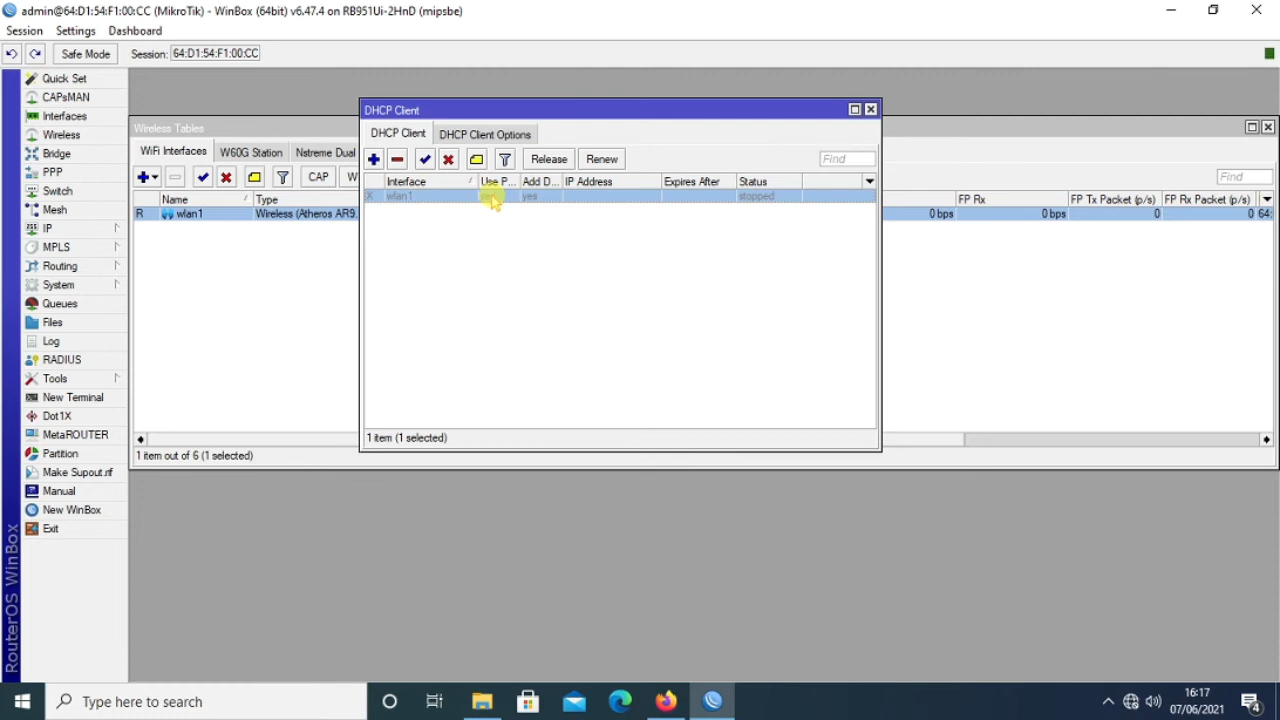 admin@64:D1:54:F1:00:CC (MikroTik) - WinBox (64bit) v6.47.4 on RB951Ui-2HnD (mipsbe)
Session Settings Dashboard
Safe Mode Session: 64:D1:54:F1:00:CC
Quick Set
CAPsMAN
Interfaces
Wireless
Bridge
PPP
Switch
Mesh
IP
MPLS
Routing
System
Queues
Files
Log
RADIUS
Tools
New Terminal
Dot1X
MetaROUTER
Partition
Make Supout.rif
Manual
New WinBox
Exit
RouterOS WinBox
Wireless Tables
WiFi Interfaces W60G Station Nstreme Dual
CAP W
Find
Name / Type FP Rx FP Tx Packet (p/s) FP Rx Packet (p/s)
R wlan1 Wireless (Atheros AR9... 0 bps 0 bps 0 0 64:
1 item out of 6 (1 selected)
DHCP Client
DHCP Client DHCP Client Options
Release Renew Find
Interface / Use P... Add D... IP Address Expires After Status
X wlan1 yes stopped
1 item (1 selected)
Type here to search
16:17
07/06/2021
4